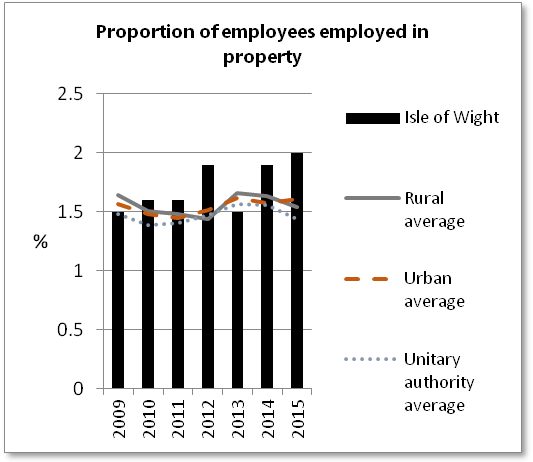 Proportion of employees employed in
property
2.5
2
1.5
1
0.5
0
%
2009
2010
2011
2012
2013
2014
2015
Isle of Wight
Rural
average
Urban
average
Unitary
authority
average